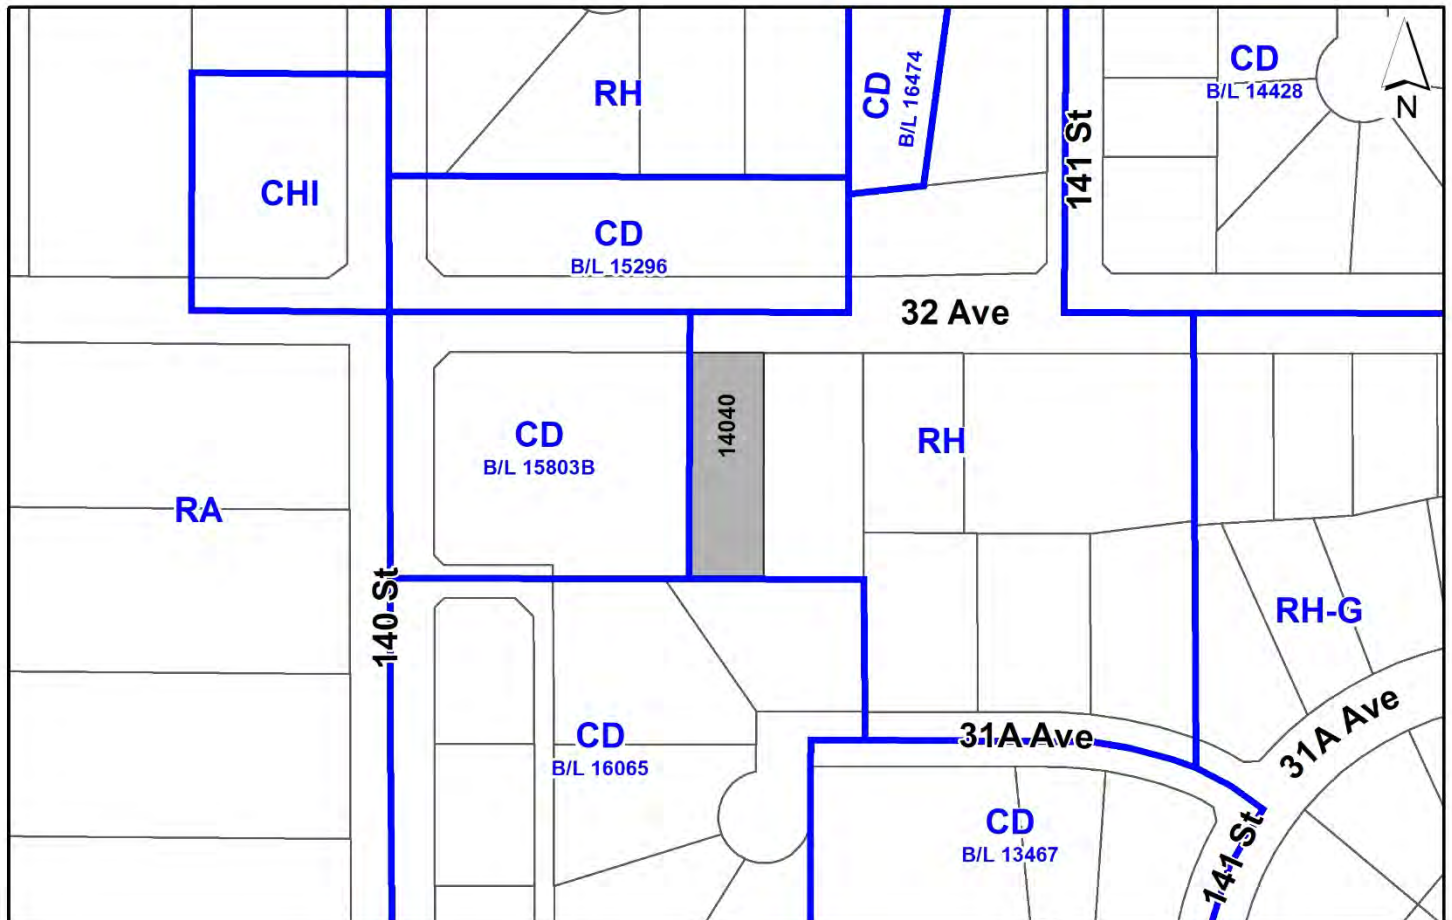 CD
B/L 14428
N
RH
CD
B/L 16474
141 St
CHI
CD
B/L 15296
32 Ave
14040
CD
B/L 15803B
RH
RA
140 St
RH-G
CD
B/L 16065
31A Ave
31A Ave
CD
B/L 13467
141 St